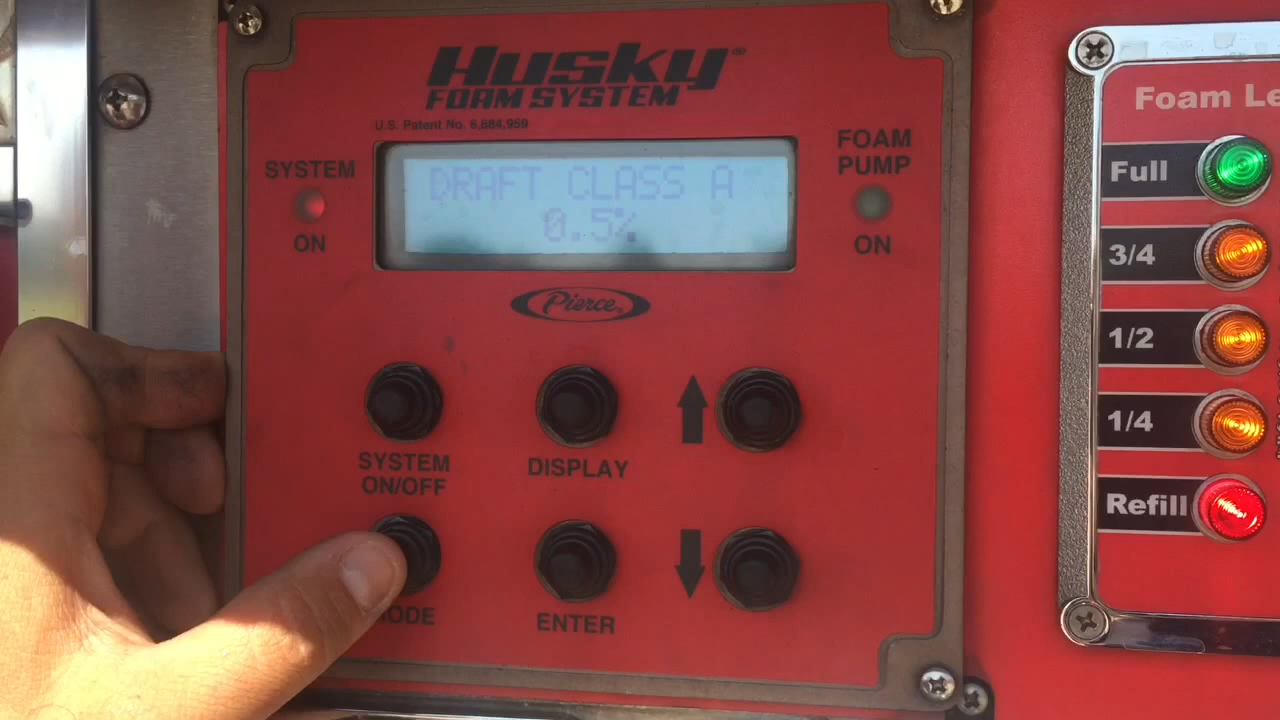 Husky®
FOAM SYSTEM
U.S. Patent No. 6,684,959
SYSTEM
ON
DRAFT CLASS A
0.5%
FOAM
PUMP
ON
Pierce
SYSTEM
ON/OFF
DISPLAY
MODE
ENTER
Foam Le
Full
3/4
1/2
1/4
Refill